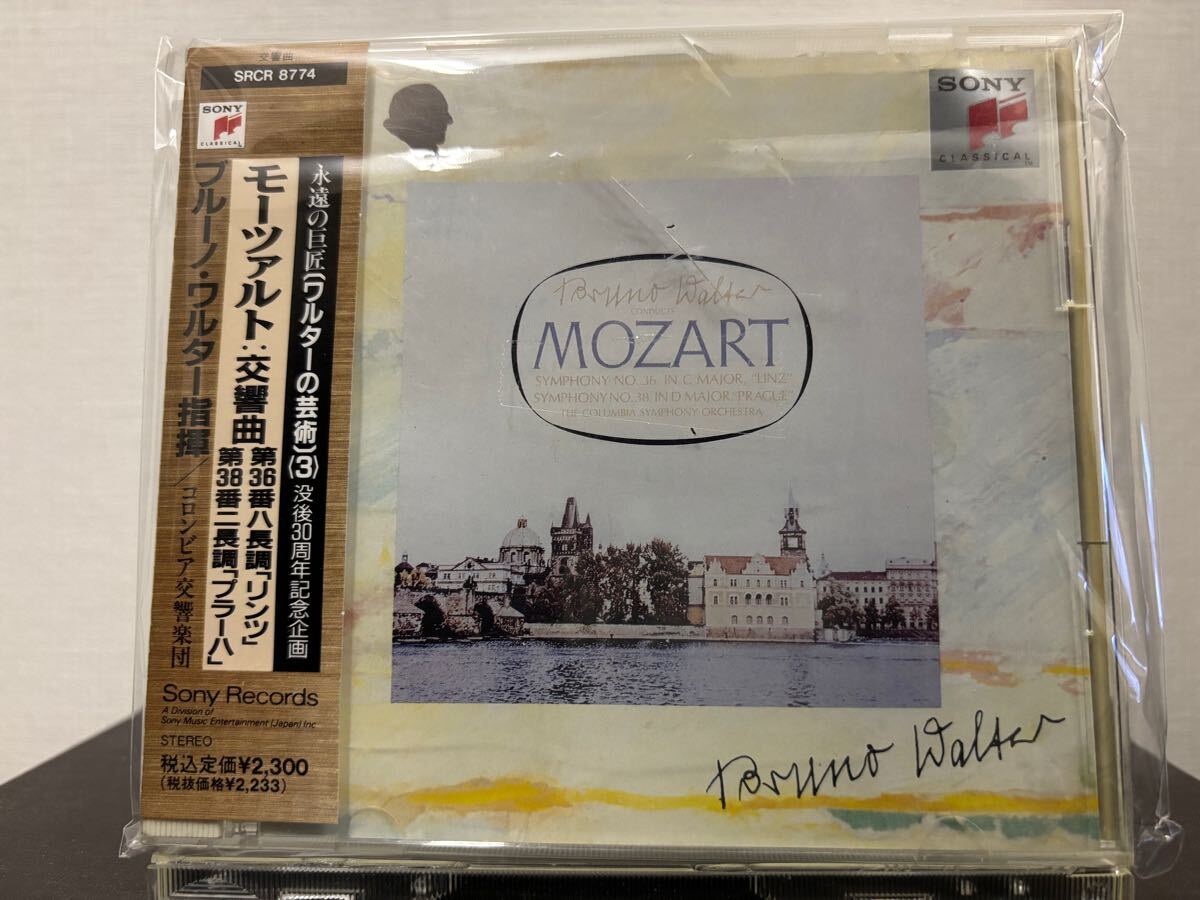 交響曲
SRCR 8774
SONY
CLASSICAL
永遠の巨匠〔ワルターの芸術〕〈3〉没後30周年記念企画
モーツァルト:交響曲
第36番ハ長調「リンツ」
第38番ニ長調「プラーハ」
ブルーノ・ワルター指揮/コロンビア交響楽団
Sony Records
A Division of
Sony Music Entertainment (Japan) Inc.
STEREO
税込定価¥2,300
(税抜価格¥2,233)
SONY
CLASSICAL™
Bruno Walter
CONDUCTS
MOZART
SYMPHONY NO. 36 IN C MAJOR, "LINZ"
SYMPHONY NO. 38 IN D MAJOR, "PRAGUE"
THE COLUMBIA SYMPHONY ORCHESTRA
Bruno Walter